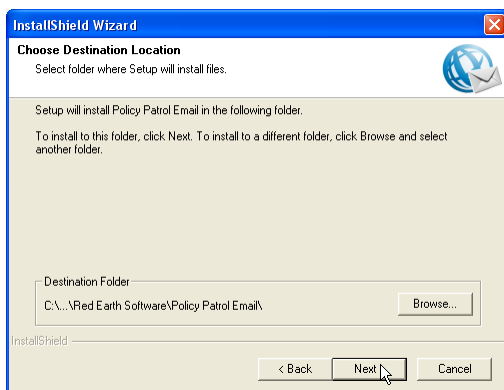 InstallShield Wizard
Choose Destination Location
Select folder where Setup will install files.
Setup will install Policy Patrol Email in the following folder.
To install to this folder, click Next. To install to a different folder, click Browse and select
another folder.
Destination Folder
C:\...\Red Earth Software\Policy Patrol Email\
Browse...
InstallShield
< Back
Next >
Cancel